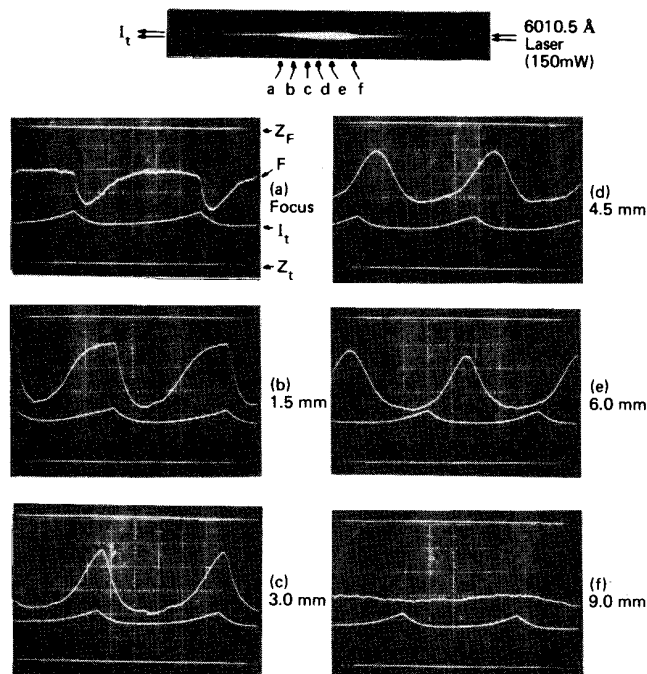 I_t
6010.5 Å
Laser
(150mW)
a b c d e f
Z_F
F
(a)
Focus
I_t
Z_t
(d)
4.5 mm
(b)
1.5 mm
(e)
6.0 mm
(c)
3.0 mm
(f)
9.0 mm